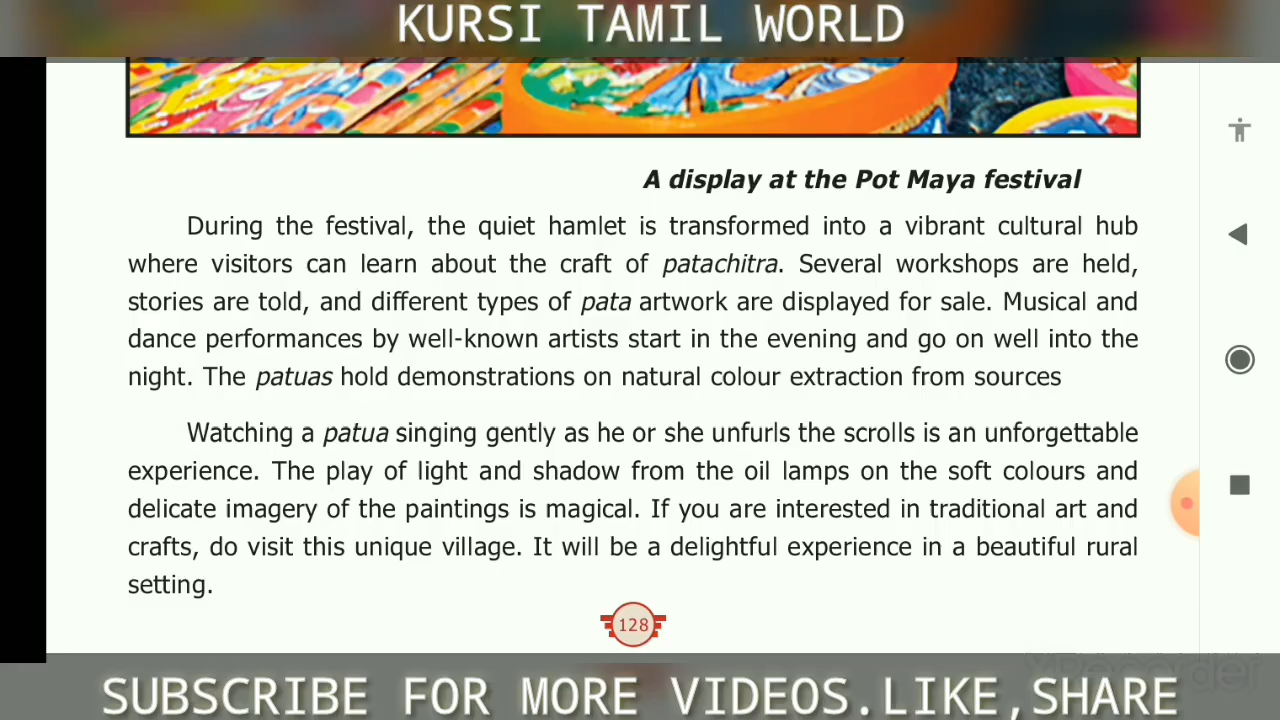 KURSI TAMIL WORLD
A display at the Pot Maya festival
During the festival, the quiet hamlet is transformed into a vibrant cultural hub
where visitors can learn about the craft of patachitra. Several workshops are held,
stories are told, and different types of pata artwork are displayed for sale. Musical and
dance performances by well-known artists start in the evening and go on well into the
night. The patuas hold demonstrations on natural colour extraction from sources
Watching a patua singing gently as he or she unfurls the scrolls is an unforgettable
experience. The play of light and shadow from the oil lamps on the soft colours and
delicate imagery of the paintings is magical. If you are interested in traditional art and
crafts, do visit this unique village. It will be a delightful experience in a beautiful rural
setting.
128
XRecorder
SUBSCRIBE FOR MORE VIDEOS.LIKE,SHARE